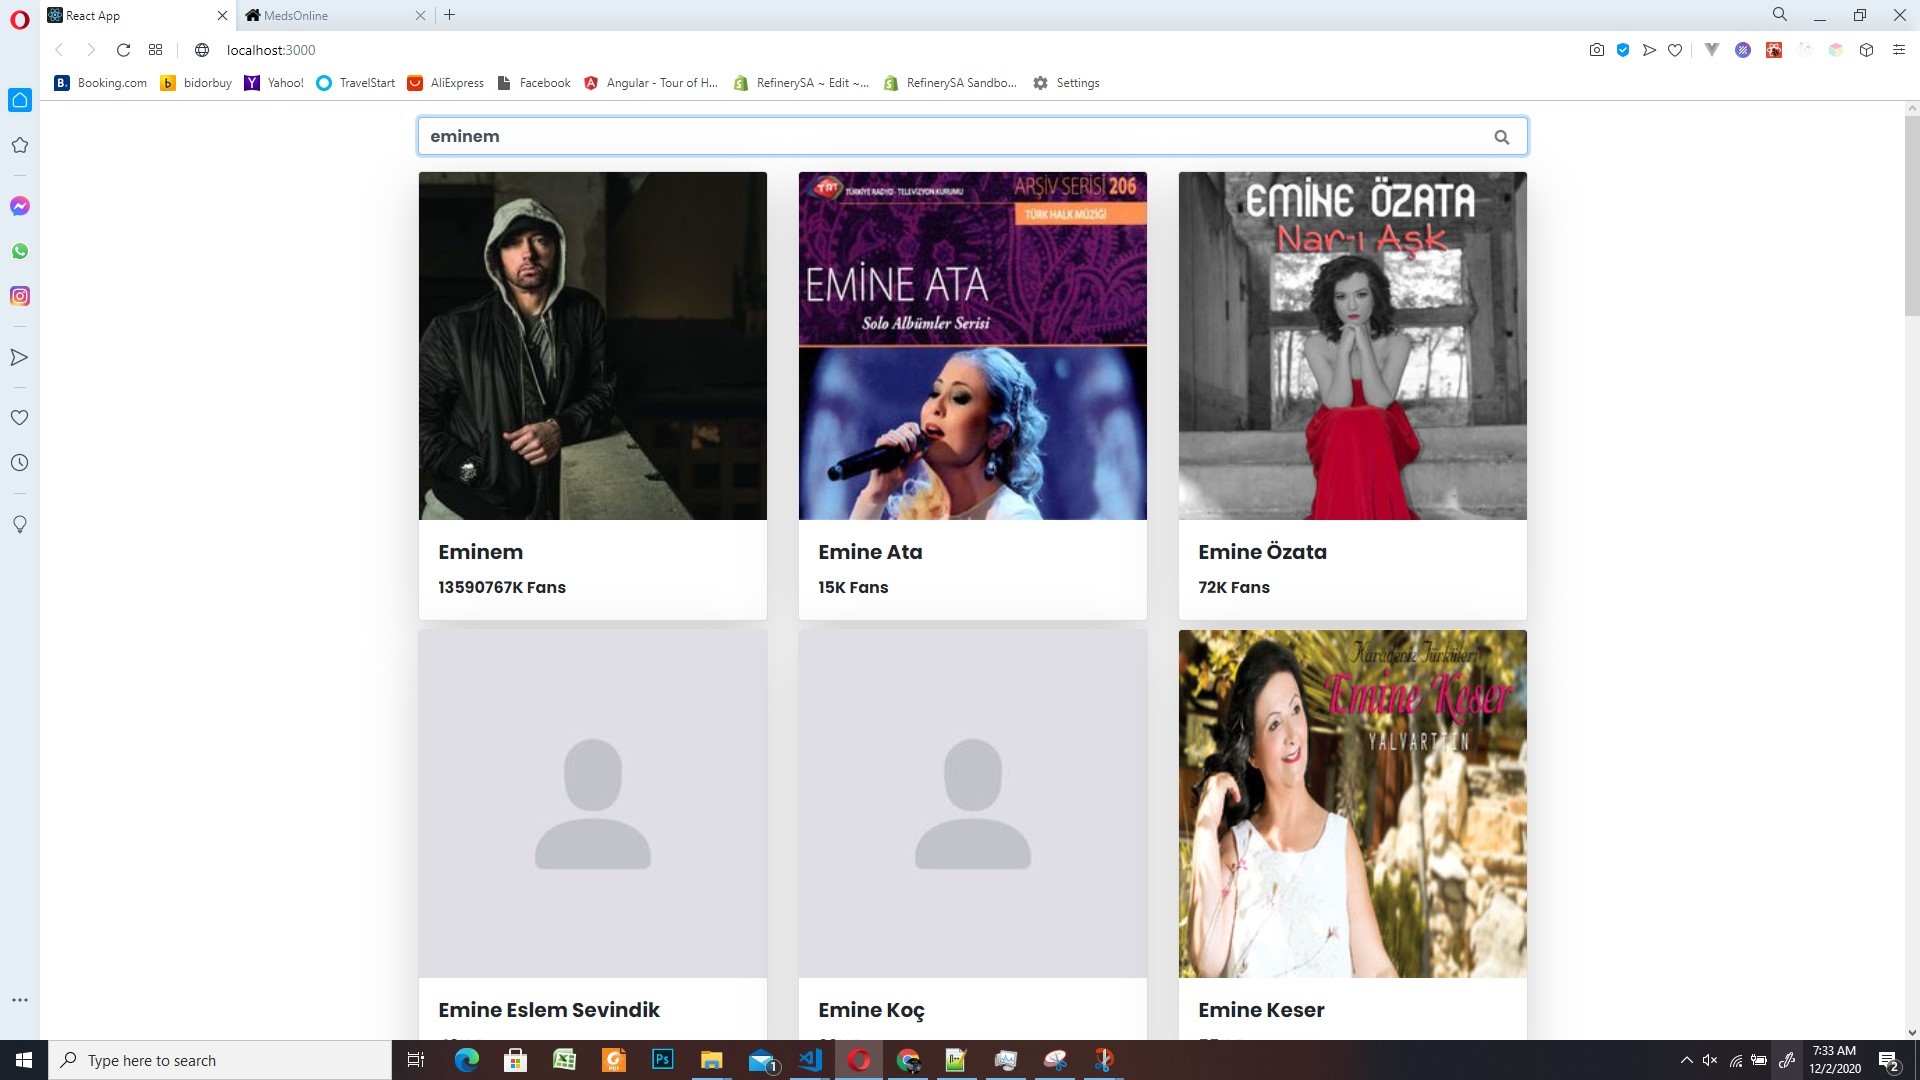 React App
MedsOnline
localhost:3000
Booking.com
bidorbuy
Yahoo!
TravelStart
AliExpress
Facebook
Angular - Tour of H...
RefinerySA ~ Edit ~...
RefinerySA Sandbo...
Settings
eminem
TRT TÜRKİYE RADYO - TELEVİZYON KURUMU
ARŞİV SERİSİ 206
TÜRK HALK MÜZİĞİ
EMİNE ATA
Solo Albümler Serisi
EMİNE ÖZATA
Nar-ı Aşk
Eminem
13590767K Fans
Emine Ata
15K Fans
Emine Özata
72K Fans
Karadeniz Türküleri
Emine Keser
YALVARTTIN
Emine Eslem Sevindik
Emine Koç
Emine Keser
Type here to search
Ps
1
7:33 AM
12/2/2020
2